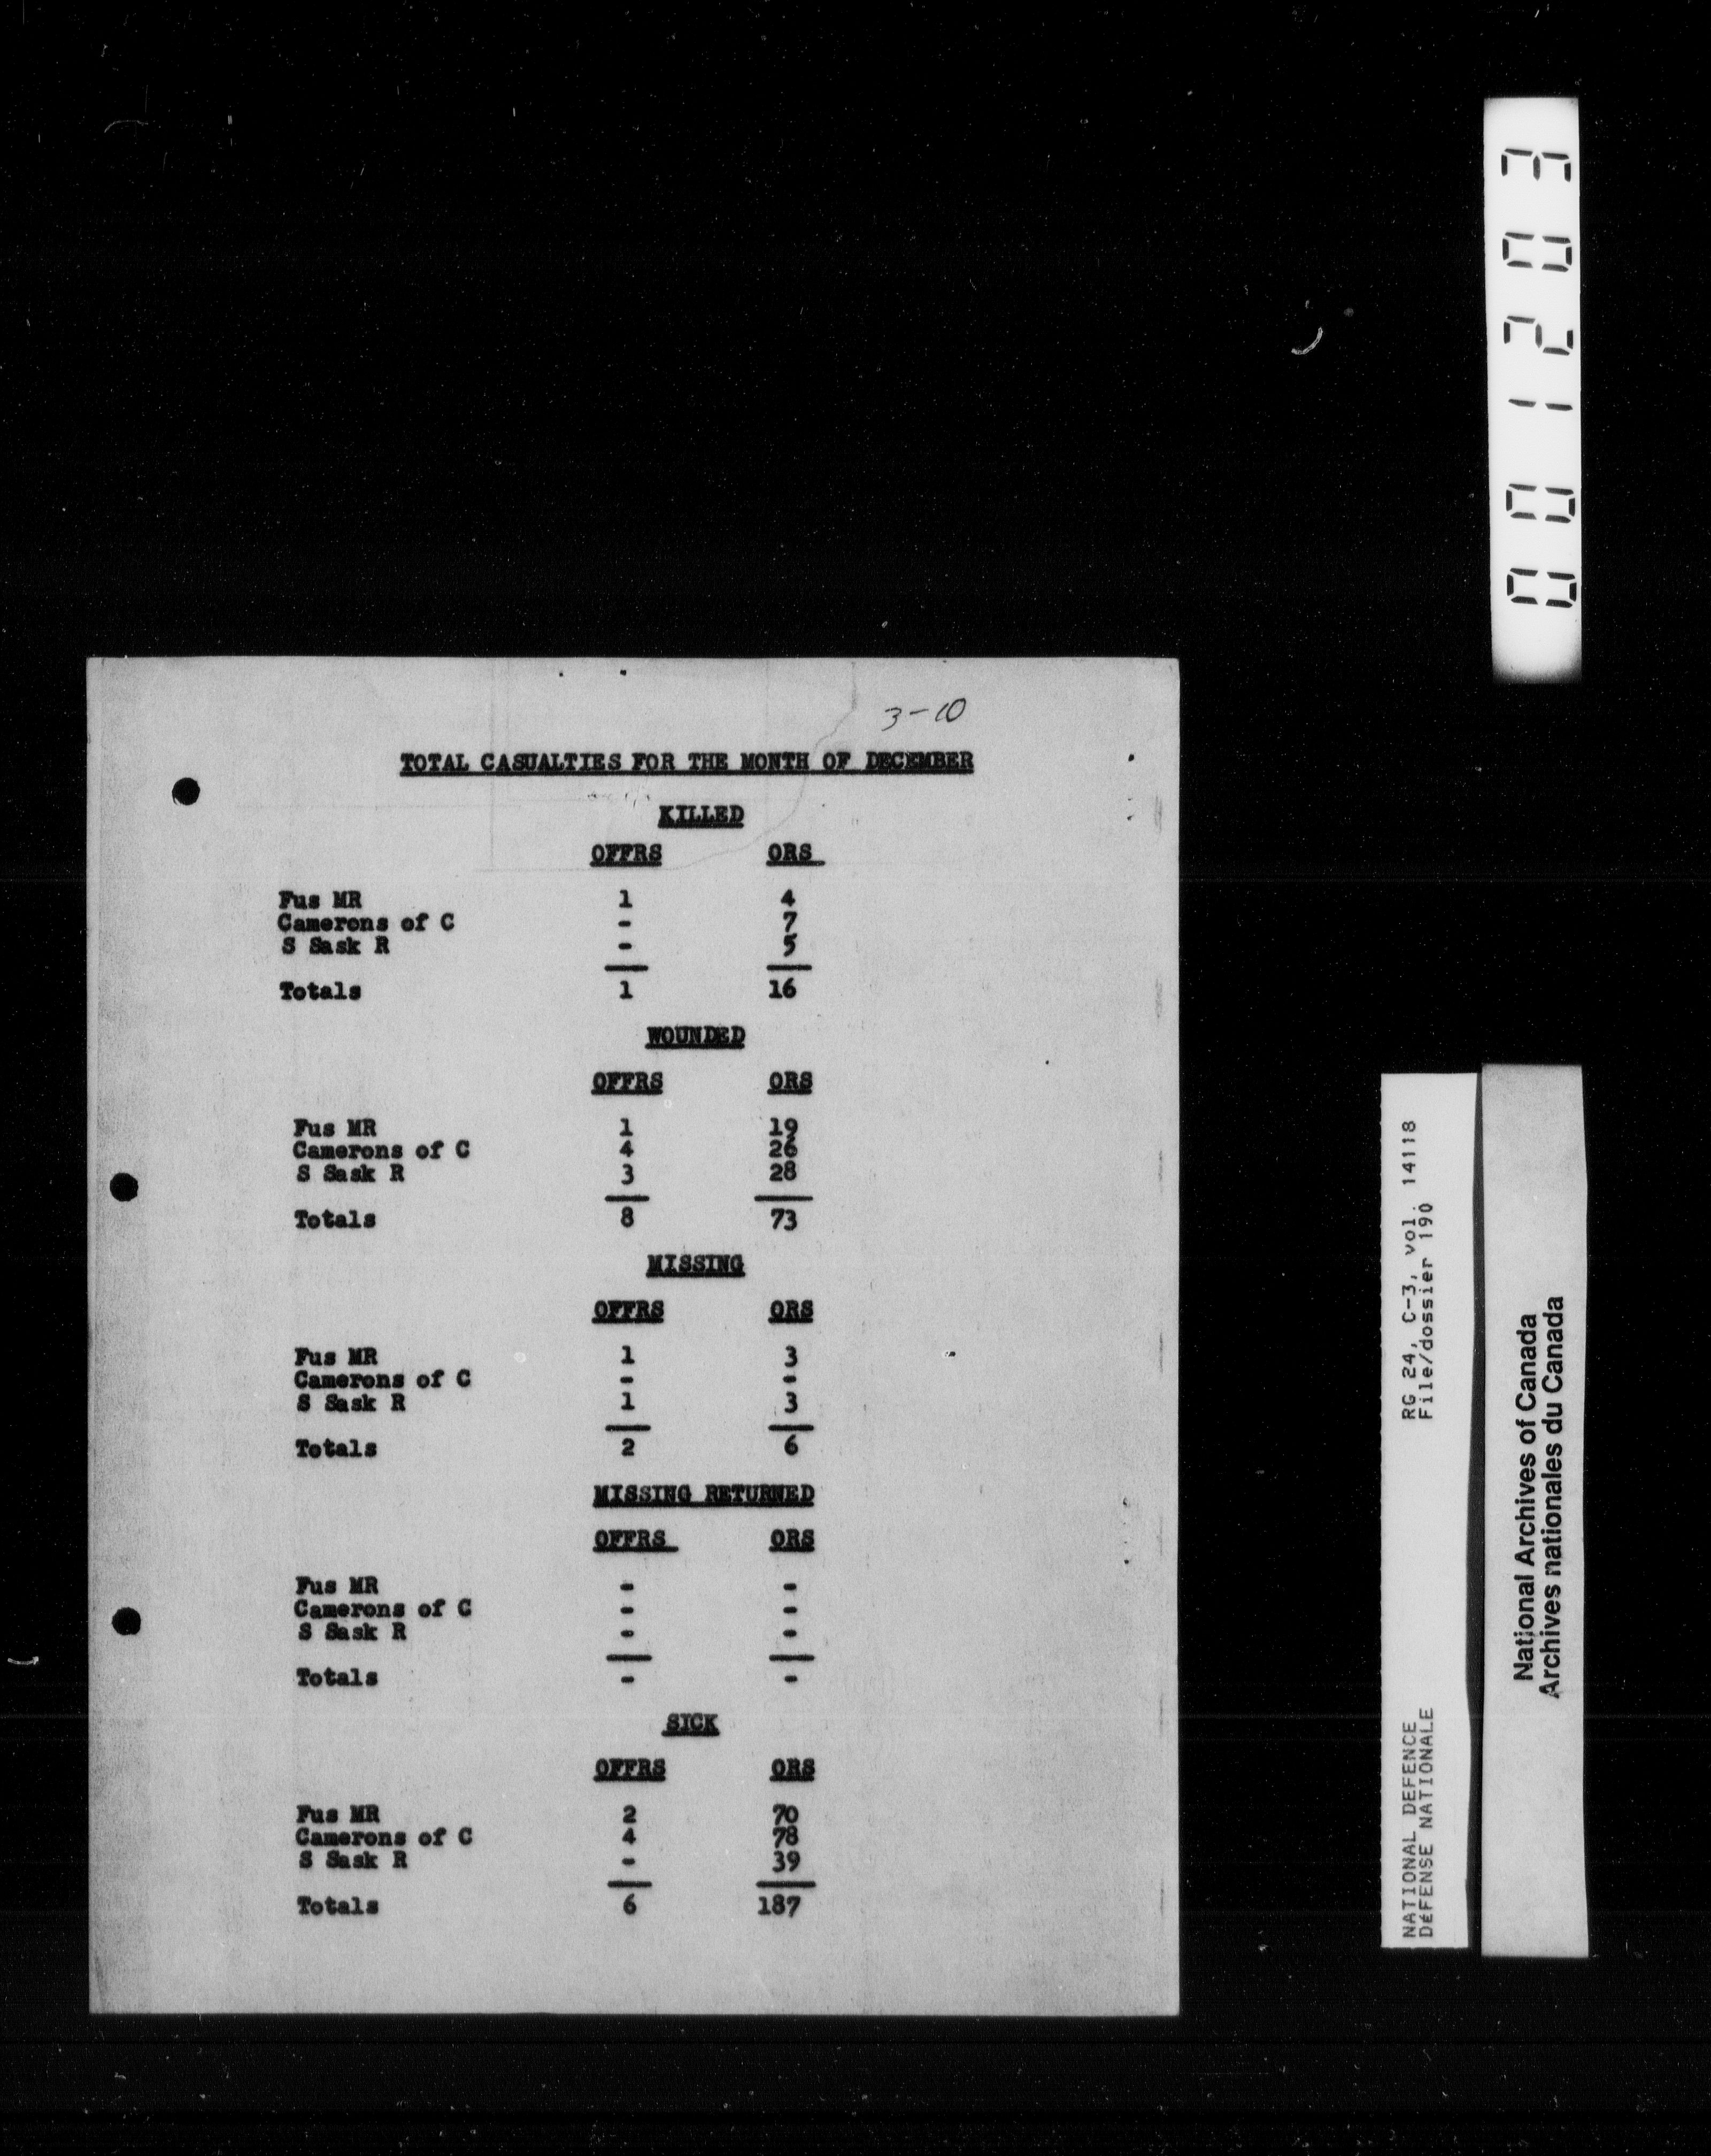 3-10
TOTAL CASUALTIES FOR THE MONTH OF DECEMBER
KILLED
OFFRS ORS
Fus MR 1 4
Camerons of C - 7
S Sask R - 5
Totals 1 16
WOUNDED
OFFRS ORS
Fus MR 1 19
Camerons of C 4 26
S Sask R 3 28
Totals 8 73
MISSING
OFFRS ORS
Fus MR 1 3
Camerons of C - -
S Sask R 1 3
Totals 2 6
MISSING RETURNED
OFFRS ORS
Fus MR - -
Camerons of C - -
S Sask R - -
Totals - -
SICK
OFFRS ORS
Fus MR 2 70
Camerons of C 4 78
S Sask R - 39
Totals 6 187
001203
NATIONAL DEFENCE RG 24, C-3, vol. 14118
DéFENSE NATIONALE File/dossier 190
National Archives of Canada
Archives nationales du Canada